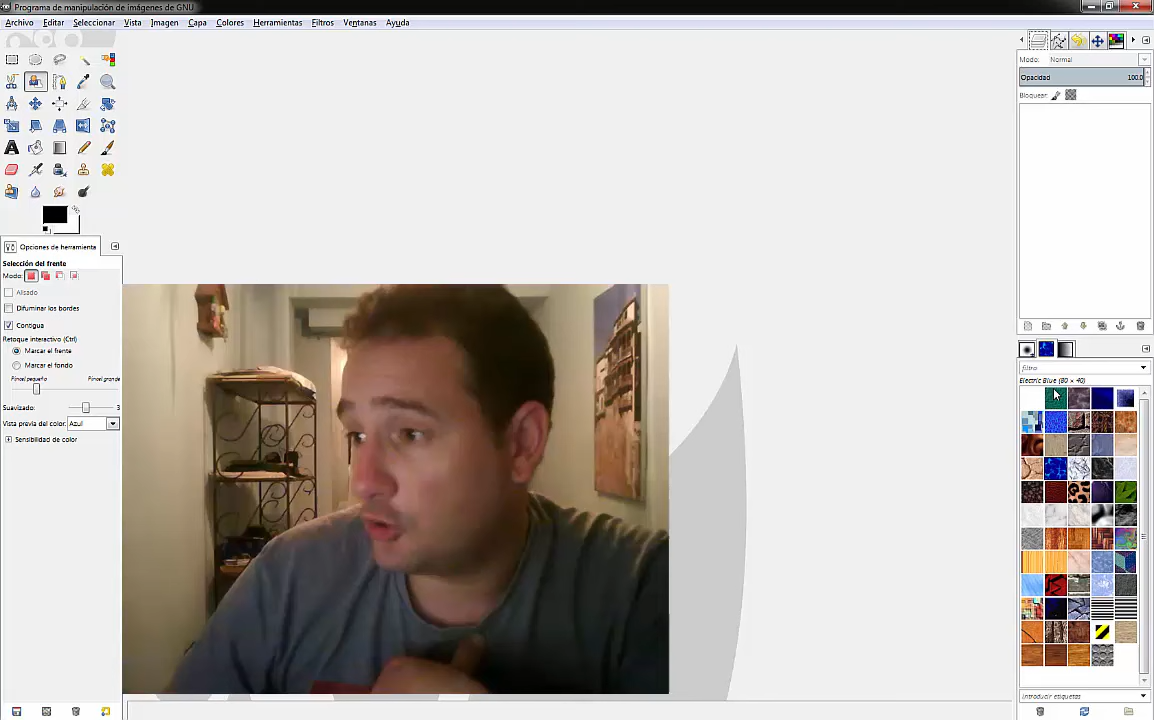 Programa de manipulación de imágenes de GNU
Archivo Editar Seleccionar Vista Imagen Capa Colores Herramientas Filtros Ventanas Ayuda
Modo: Normal
Opacidad 100.0
Bloquear:
Opciones de herramienta
Selección del frente
Modo:
Alisado
Difuminar los bordes
Contigua
Retoque interactivo (Ctrl)
Marcar el frente
Marcar el fondo
Pincel pequeño Pincel grande
Suavizado: 3
Vista previa del color: Azul
Sensibilidad de color
filtro
Electric Blue (80 × 40)
introducir etiquetas